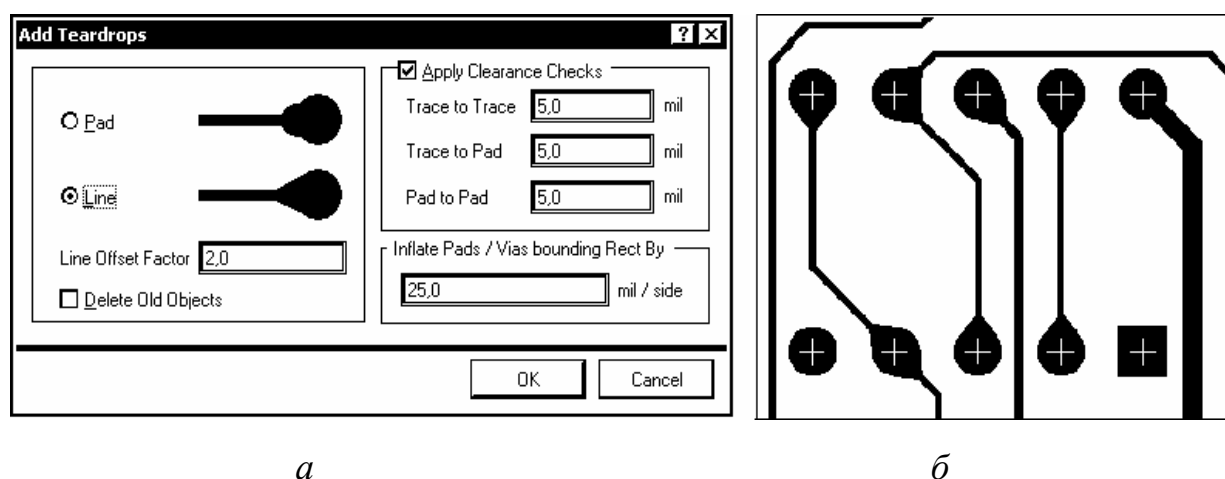 Add Teardrops
? ×
Pad
Line
Line Offset Factor 2,0
Delete Old Objects
Apply Clearance Checks
Trace to Trace 5,0 mil
Trace to Pad 5,0 mil
Pad to Pad 5,0 mil
Inflate Pads / Vias bounding Rect By
25,0 mil / side
OK Cancel
а б